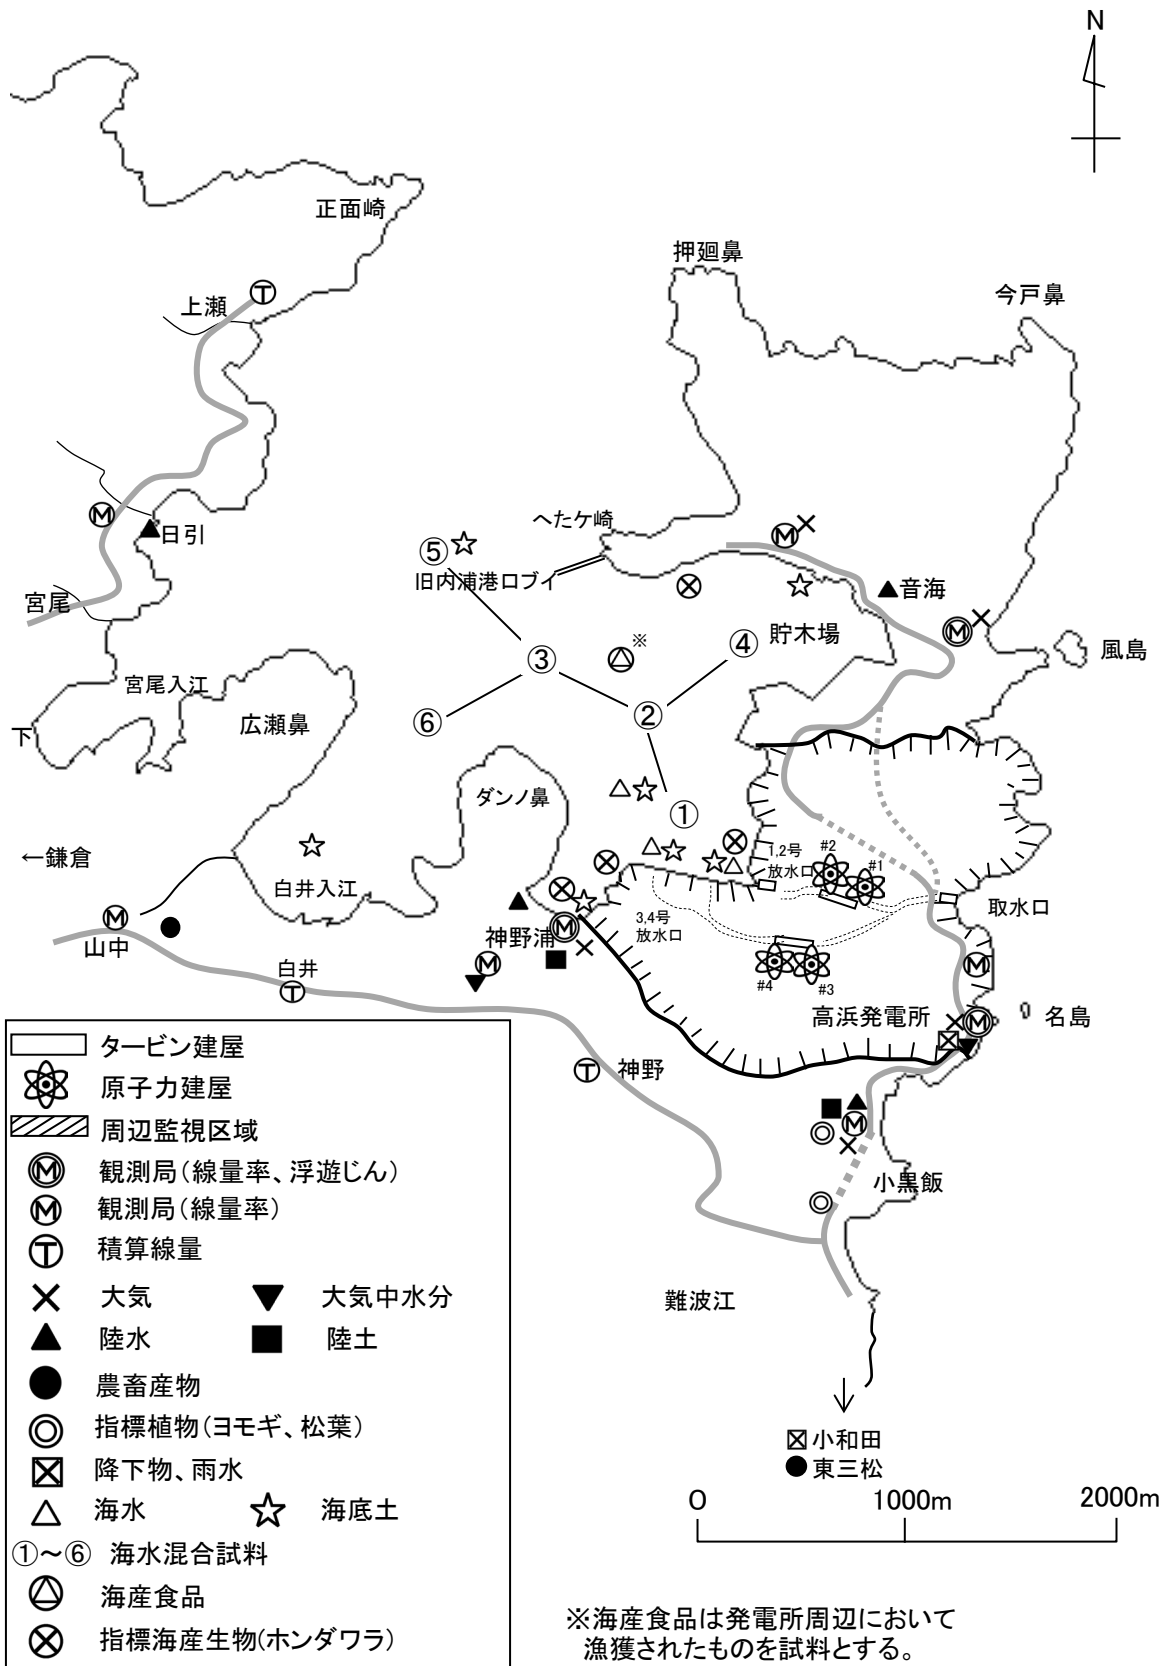 N
正面崎
押廻鼻
今戸鼻
上瀬
T
へたケ崎
M
日引
M
⑤
旧内浦港口ブイ
宮尾
音海
※
貯木場
④
M
風島
③
宮尾入江
⑥
②
広瀬鼻
下
ダンノ鼻
①
←鎌倉
白井入江
1,2号
放水口
#2
#1
取水口
M
山中
神野浦
M
3,4号
放水口
白井
T
M
#4
#3
M
高浜発電所
M
名島
T
神野
M
小黒飯
難波江
小和田
東三松
O 1000m 2000m
タービン建屋
原子力建屋
周辺監視区域
M 観測局(線量率、浮遊じん)
M 観測局(線量率)
T 積算線量
大気 大気中水分
陸水 陸土
農畜産物
指標植物(ヨモギ、松葉)
降下物、雨水
海水 海底土
①～⑥ 海水混合試料
海産食品
指標海産生物(ホンダワラ)
※海産食品は発電所周辺において
漁獲されたものを試料とする。